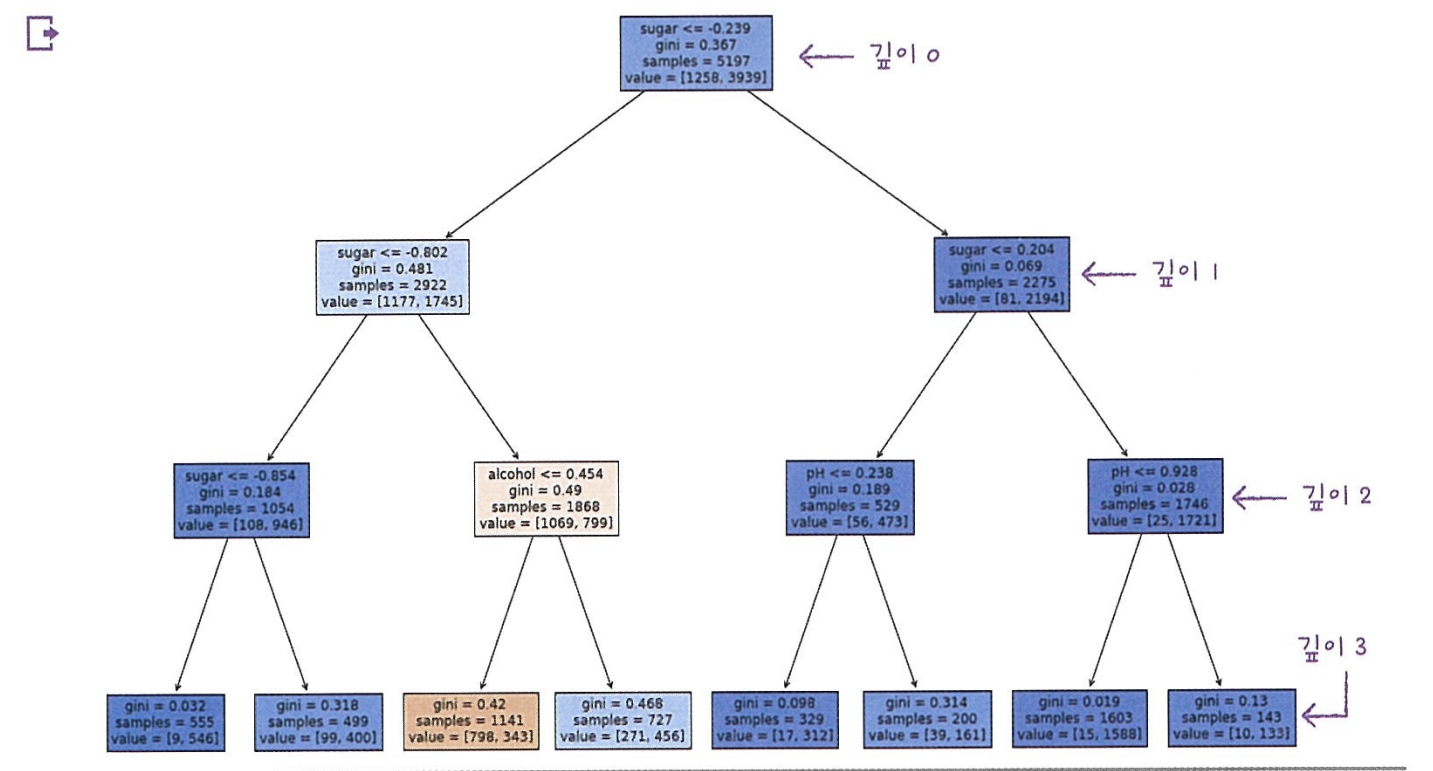 sugar <= -0.239
gini = 0.367
samples = 5197
value = [1258, 3939]
깊이 0
sugar <= -0.802
gini = 0.481
samples = 2922
value = [1177, 1745]
sugar <= 0.204
gini = 0.069
samples = 2275
value = [81, 2194]
깊이 1
sugar <= -0.854
gini = 0.184
samples = 1054
value = [108, 946]
alcohol <= 0.454
gini = 0.49
samples = 1868
value = [1069, 799]
pH <= 0.238
gini = 0.189
samples = 529
value = [56, 473]
pH <= 0.928
gini = 0.028
samples = 1746
value = [25, 1721]
깊이 2
깊이 3
gini = 0.032
samples = 555
value = [9, 546]
gini = 0.318
samples = 499
value = [99, 400]
gini = 0.42
samples = 1141
value = [798, 343]
gini = 0.468
samples = 727
value = [271, 456]
gini = 0.098
samples = 329
value = [17, 312]
gini = 0.314
samples = 200
value = [39, 161]
gini = 0.019
samples = 1603
value = [15, 1588]
gini = 0.13
samples = 143
value = [10, 133]